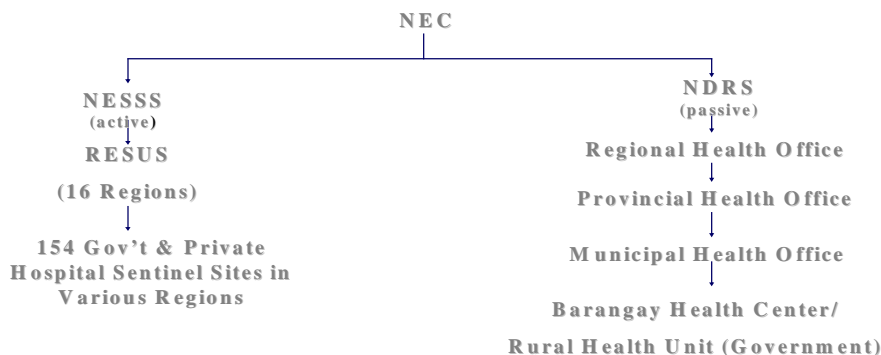 NEC
NESSS
(active)
RESUS
(16 Regions)
154 Gov't & Private
Hospital Sentinel Sites in
Various Regions
NDRS
(passive)
Regional Health Office
Provincial Health Office
Municipal Health Office
Barangay Health Center/
Rural Health Unit (Government)